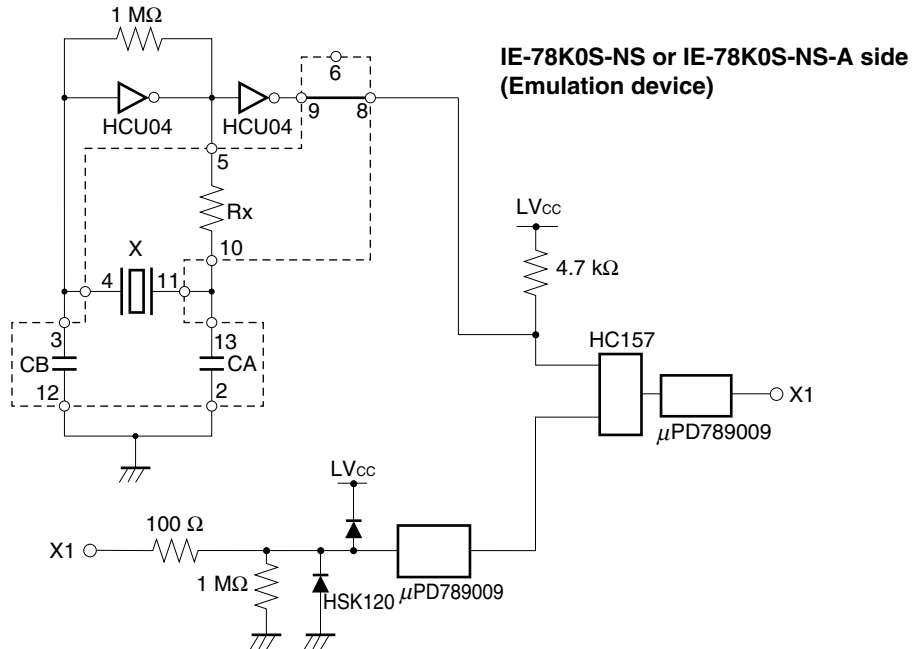 1 MΩ
IE-78K0S-NS or IE-78K0S-NS-A side
(Emulation device)
6
HCU04
HCU04
9
8
5
Rx
LVCC
10
X
4
11
4.7 kΩ
3
13
HC157
CB
CA
12
2
X1
μPD789009
LVCC
100 Ω
X1
1 MΩ
HSK120
μPD789009